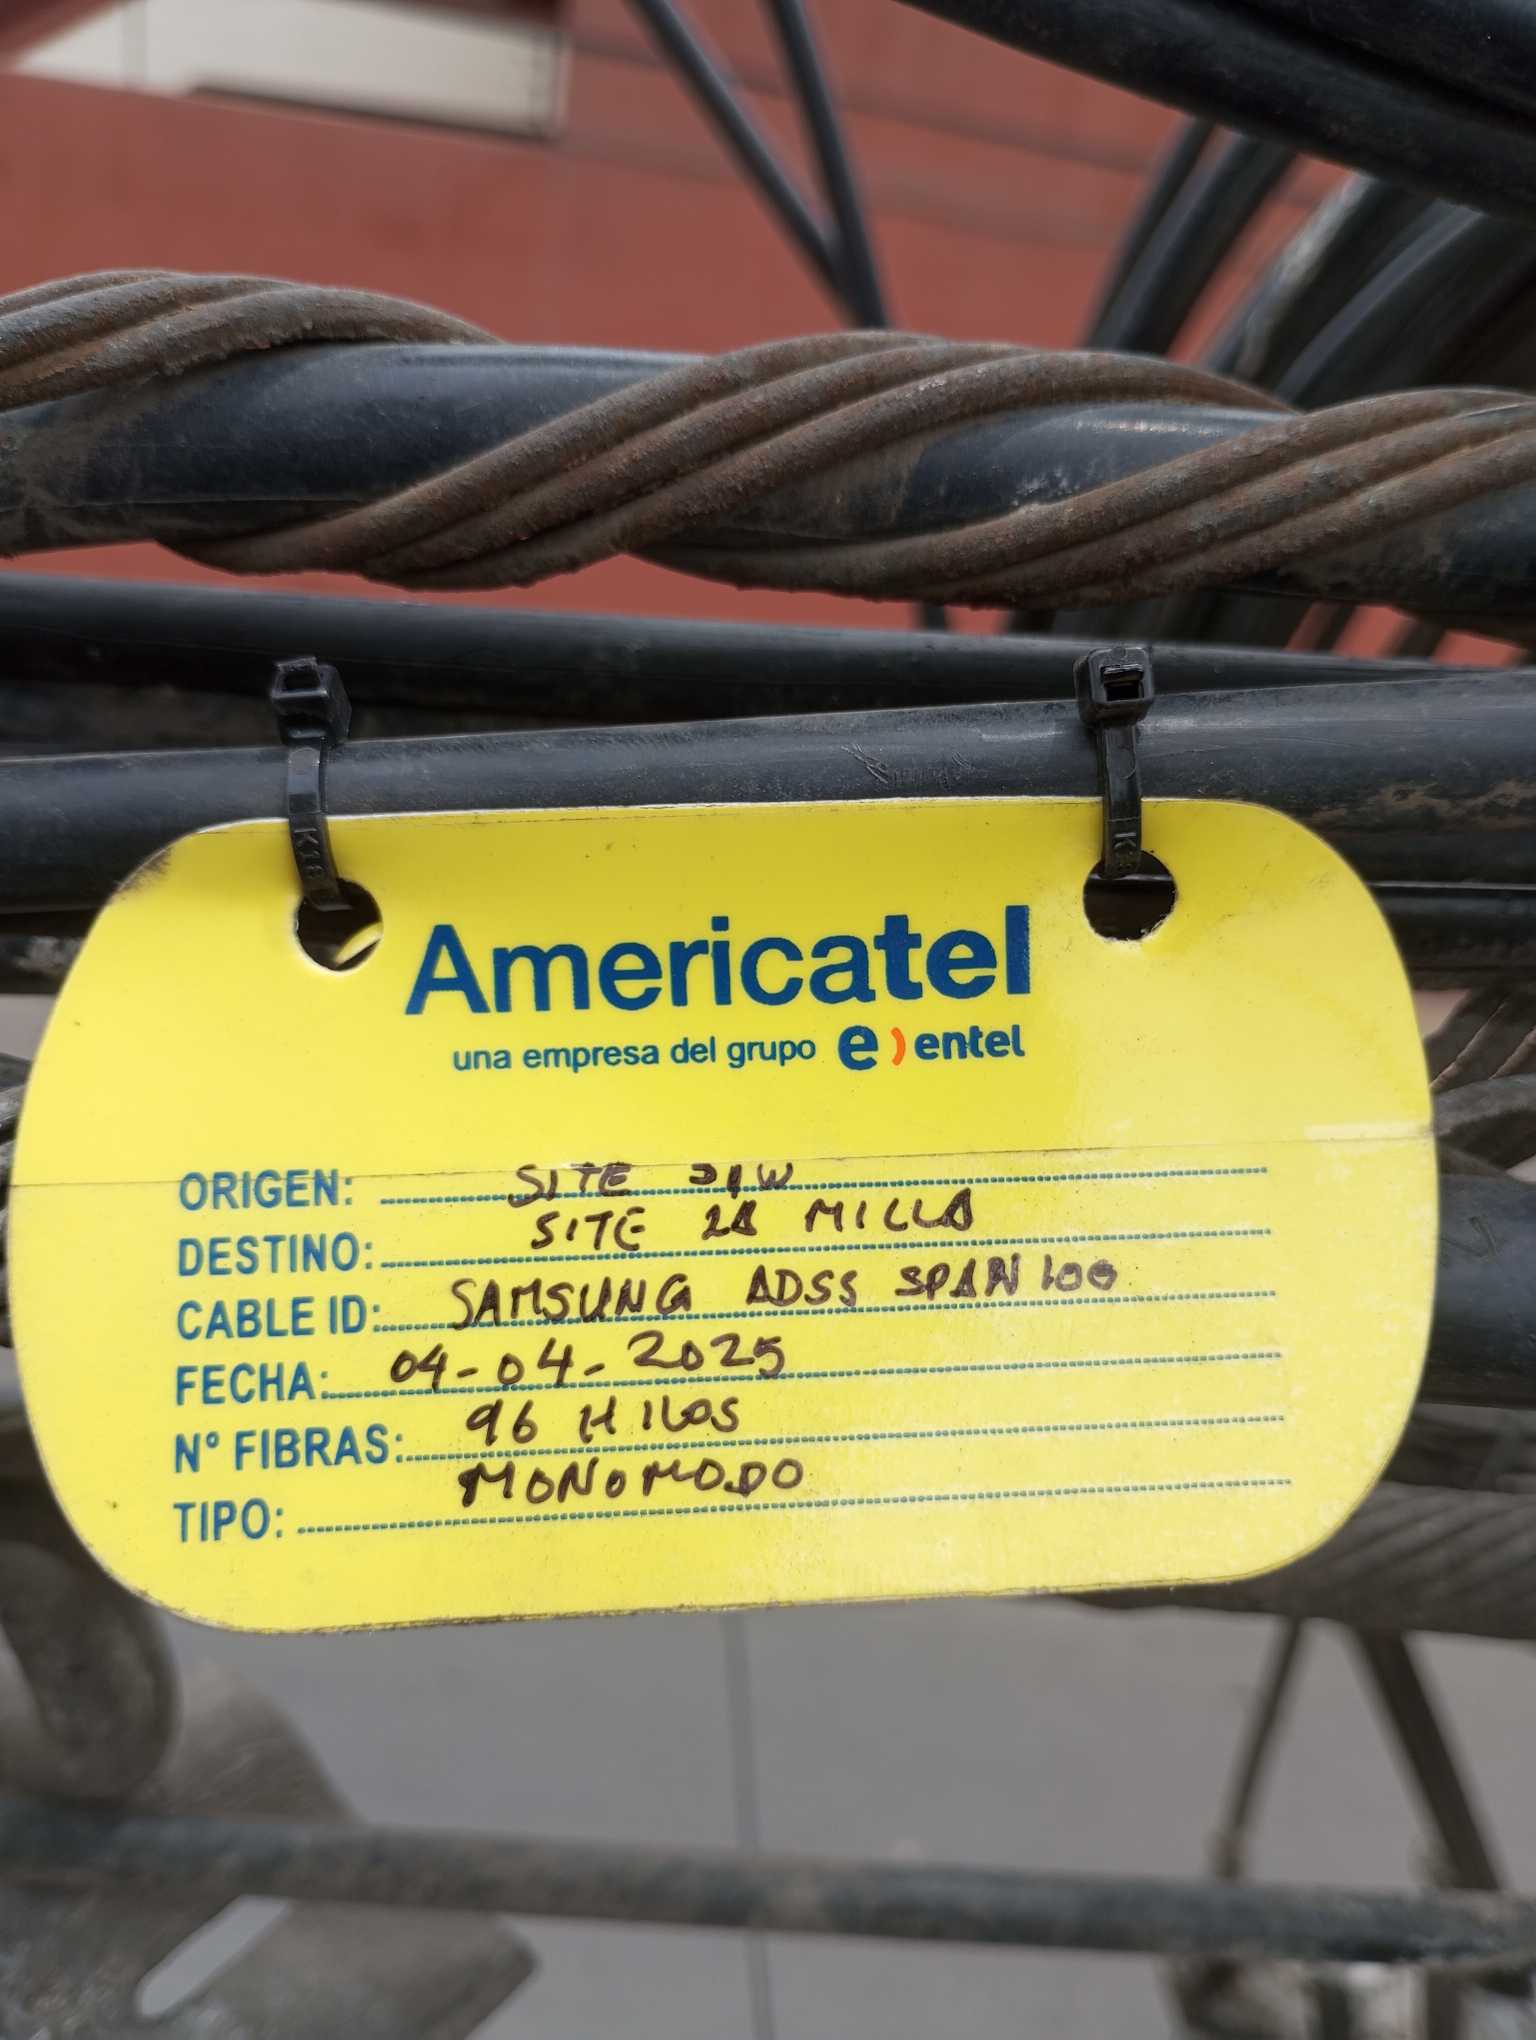 Americatel
una empresa del grupo e) entel
ORIGEN: SITE
DESTINO: SITE LA MILLA
CABLE ID: SAMSUNG ADSS SPAN 100
FECHA: 04-04-2025
N° FIBRAS: 96 HILOS
TIPO: MONOMODO